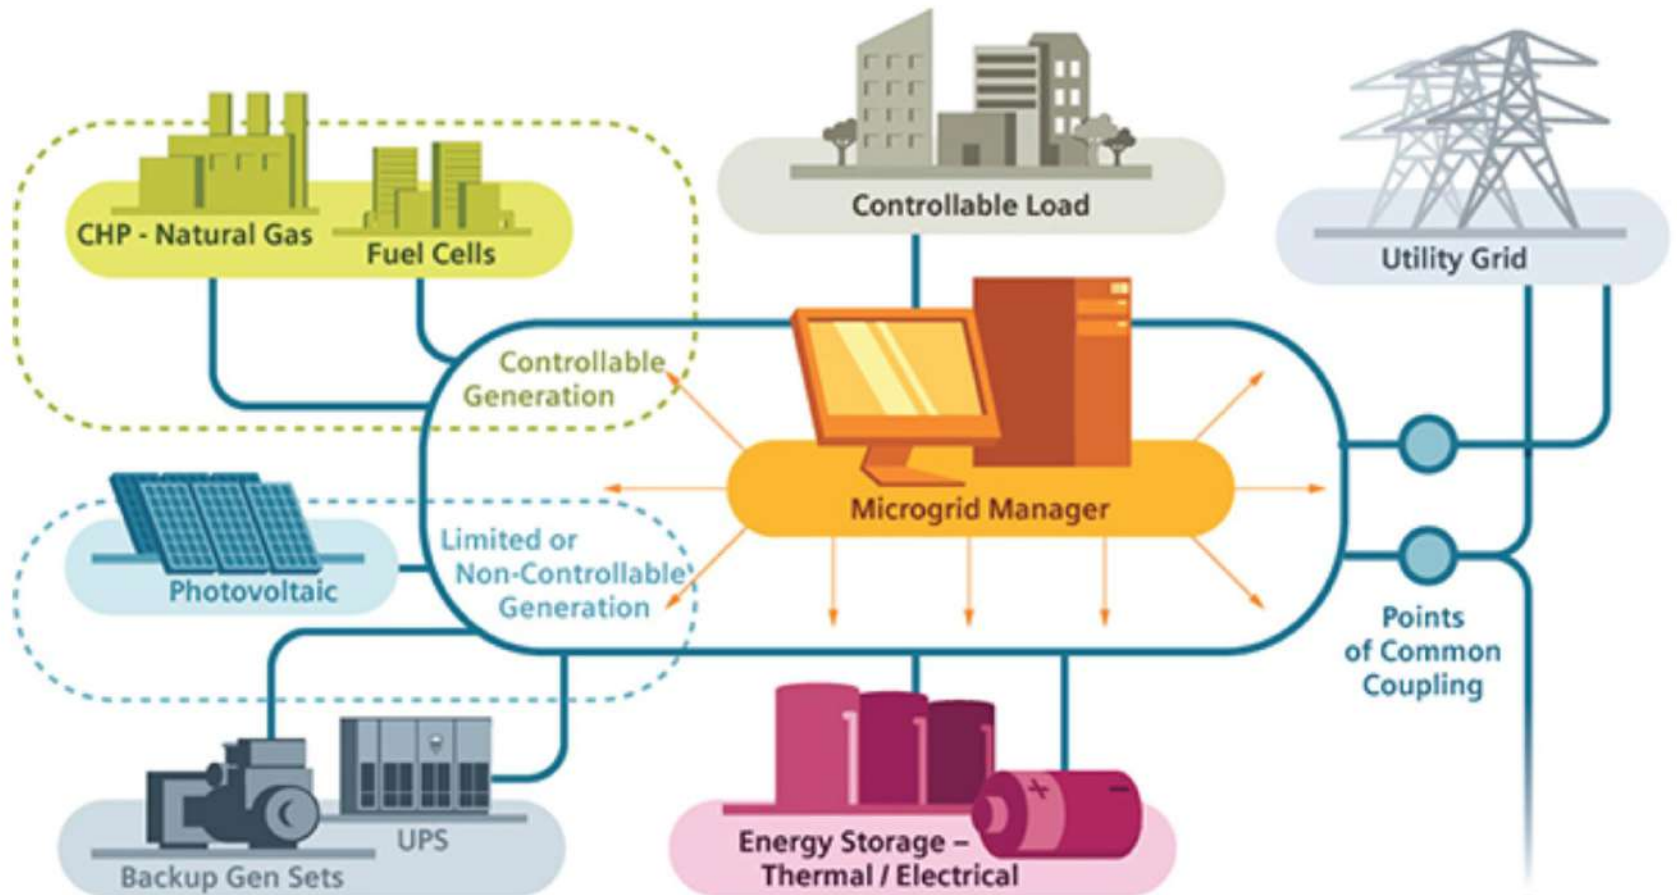 CHP - Natural Gas
Fuel Cells
Controllable Load
Utility Grid
Controllable
Generation
Microgrid Manager
Limited or
Non-Controllable
Generation
Photovoltaic
Points
of Common
Coupling
UPS
Backup Gen Sets
Energy Storage –
Thermal / Electrical
+
−